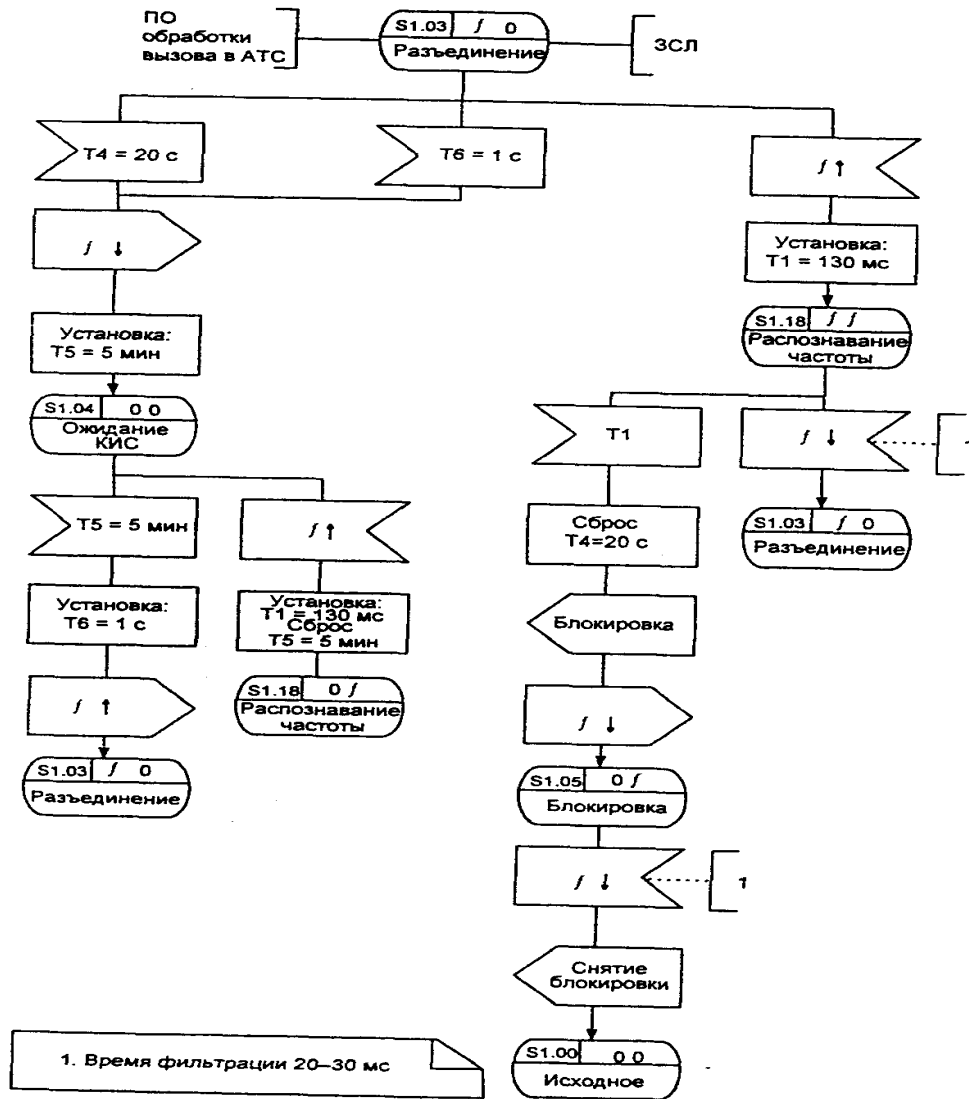 ПО
обработки
вызова в АТС
S1.03 f 0
Разъединение
ЗСЛ
T4 = 20 с
T6 = 1 с
f ↑
f ↓
Установка:
T1 = 130 мс
S1.18 f f
Распознавание
частоты
Установка:
T5 = 5 мин
S1.04 0 0
Ожидание
КИС
T1
f ↓
T5 = 5 мин
f ↑
Сброс
T4=20 с
S1.03 f 0
Разъединение
Установка:
T6 = 1 с
Установка:
T1 = 130 мс
Сброс
T5 = 5 мин
Блокировка
f ↑
S1.18 0 f
Распознавание
частоты
f ↓
S1.03 f 0
Разъединение
S1.05 0 f
Блокировка
f ↓
1
Снятие
блокировки
1. Время фильтрации 20–30 мс
S1.00 0 0
Исходное